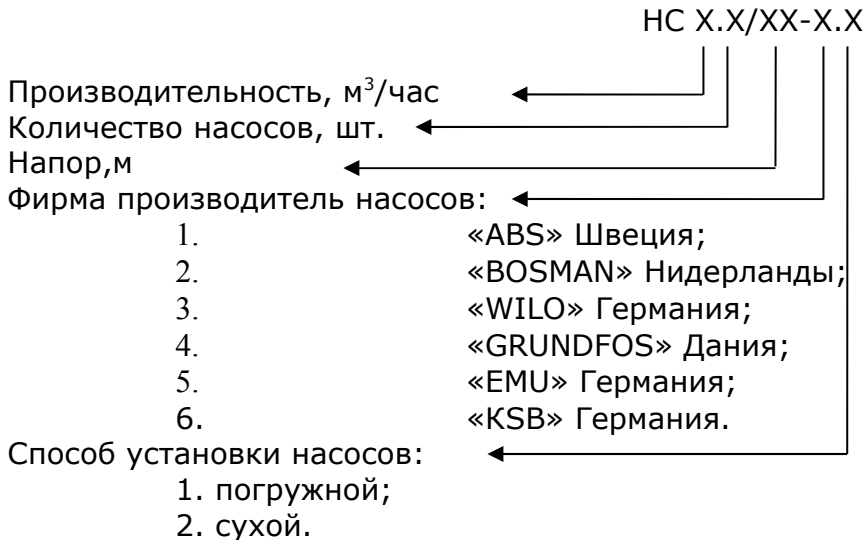 НС Х.Х/ХХ-Х.Х
Производительность, м³/час
Количество насосов, шт.
Напор,м
Фирма производитель насосов:
1. «ABS» Швеция;
2. «BOSMAN» Нидерланды;
3. «WILO» Германия;
4. «GRUNDFOS» Дания;
5. «EMU» Германия;
6. «KSB» Германия.
Способ установки насосов:
1. погружной;
2. сухой.